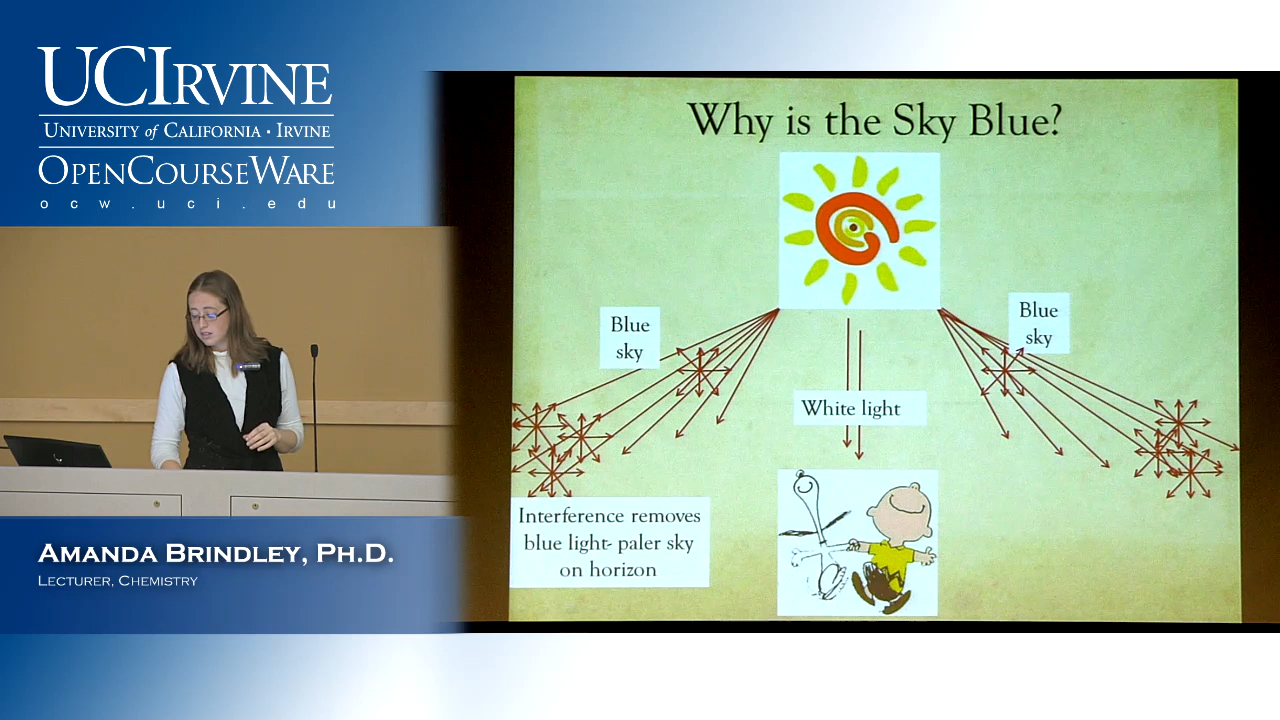 UCIRVINE
UNIVERSITY of CALIFORNIA · IRVINE
OPENCOURSEWARE
ocw.uci.edu
AMANDA BRINDLEY, PH.D.
LECTURER, CHEMISTRY
Why is the Sky Blue?
Blue
sky
Blue
sky
White light
Interference removes
blue light- paler sky
on horizon